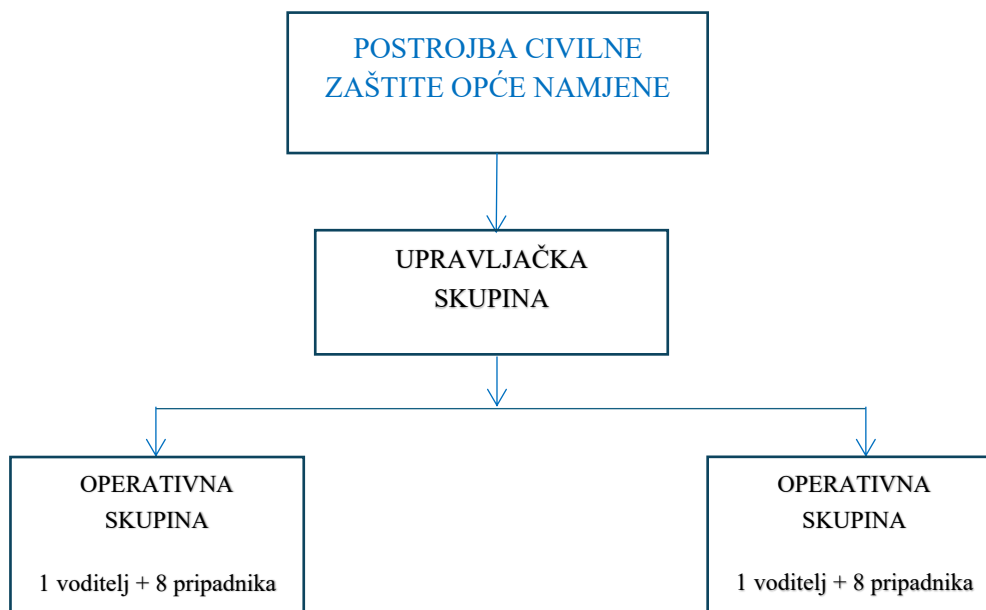 POSTROJBA CIVILNE
ZAŠTITE OPĆE NAMJENE
UPRAVLJAČKA
SKUPINA
OPERATIVNA
SKUPINA
1 voditelj + 8 pripadnika
OPERATIVNA
SKUPINA
1 voditelj + 8 pripadnika